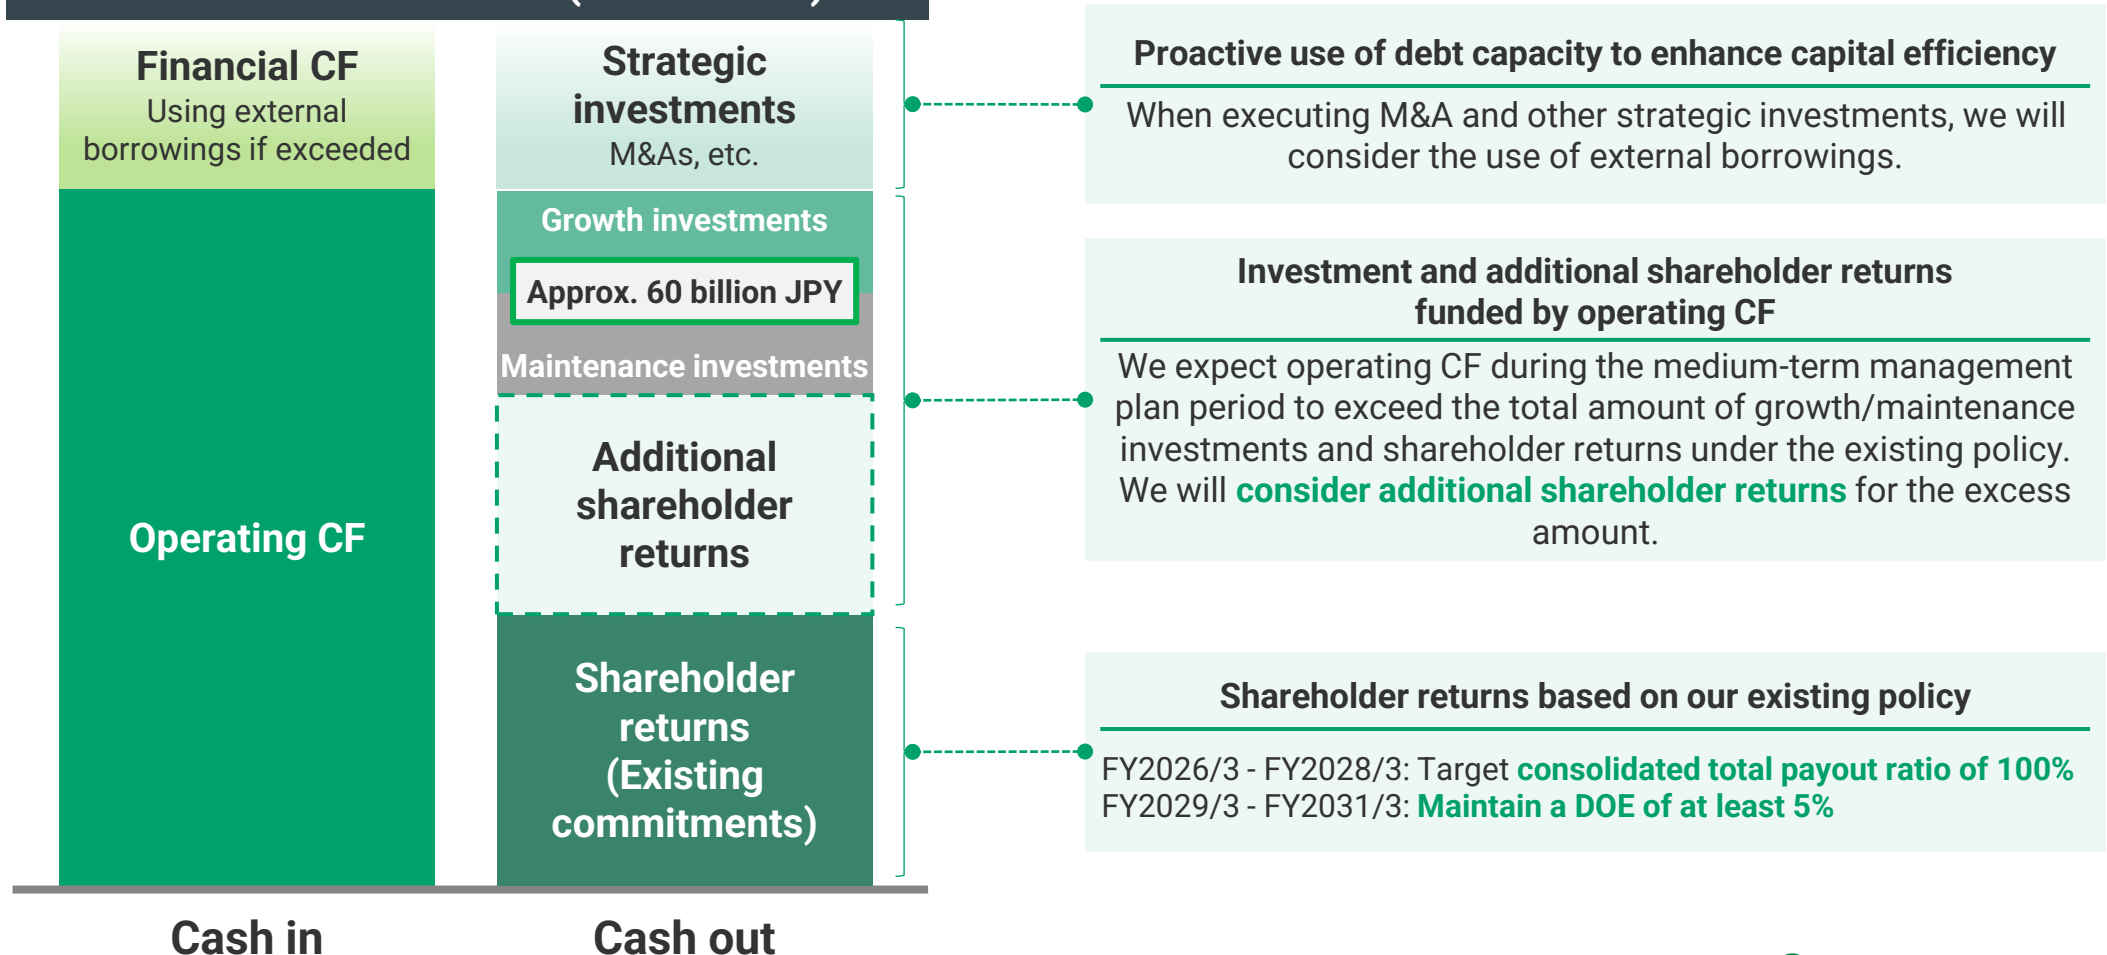 Financial CF
Using external
borrowings if exceeded
Operating CF
Cash in
Strategic
investments
M&As, etc.
Growth investments
Approx. 60 billion JPY
Maintenance investments
Additional
shareholder
returns
Shareholder
returns
(Existing
commitments)
Cash out
Proactive use of debt capacity to enhance capital efficiency
When executing M&A and other strategic investments, we will
consider the use of external borrowings.
Investment and additional shareholder returns
funded by operating CF
We expect operating CF during the medium-term management
plan period to exceed the total amount of growth/maintenance
investments and shareholder returns under the existing policy.
We will consider additional shareholder returns for the excess
amount.
Shareholder returns based on our existing policy
FY2026/3 - FY2028/3: Target consolidated total payout ratio of 100%
FY2029/3 - FY2031/3: Maintain a DOE of at least 5%